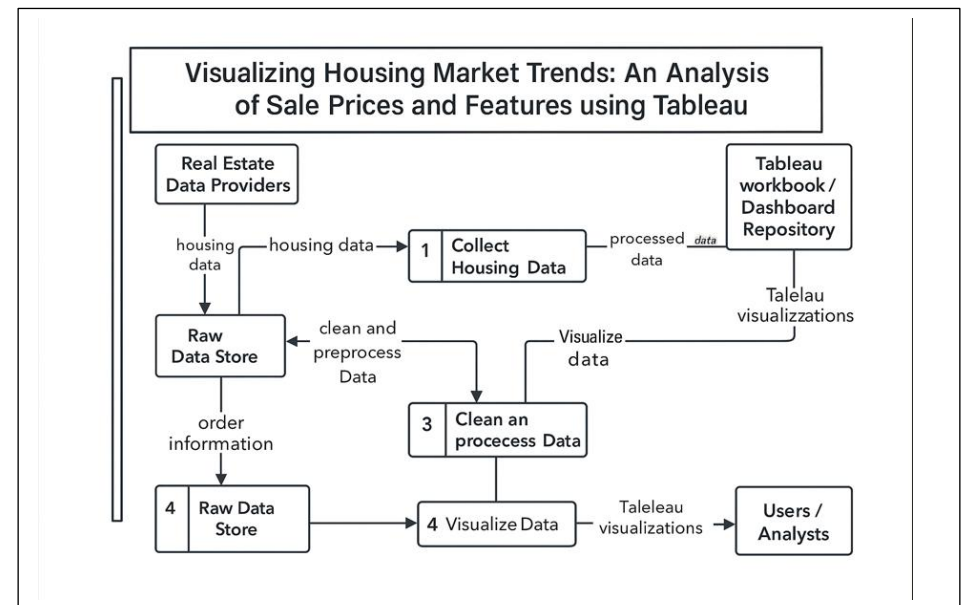 Visualizing Housing Market Trends: An Analysis
of Sale Prices and Features using Tableau
Real Estate
Data Providers
Tableau
workbook /
Dashboard
Repository
housing
data
housing data
1
Collect
Housing Data
processed data
data
Talelau
visualizzations
Raw
Data Store
clean and
preprocess
Data
Visualize
data
order
information
3
Clean an
procecess Data
4
Raw Data
Store
4 Visualize Data
Taleleau
visualizations
Users /
Analysts